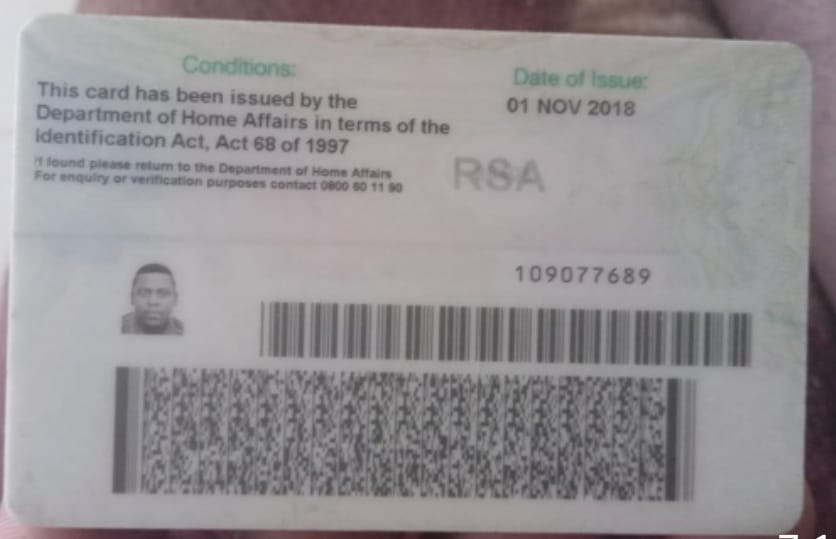 Conditions:
This card has been issued by the
Department of Home Affairs in terms of the
Identification Act, Act 68 of 1997
If found please return to the Department of Home Affairs
For enquiry or verification purposes contact 0800 60 11 90
Date of Issue:
01 NOV 2018
RSA
109077689